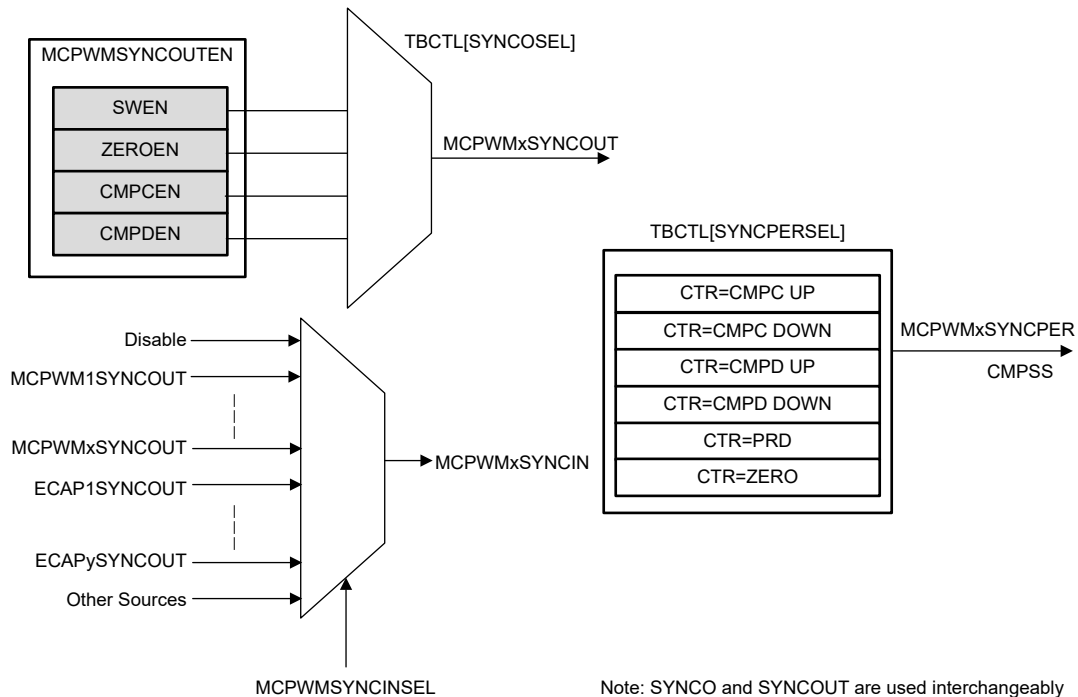 MCPWMSYNCOUTEN
SWEN
ZEROEN
CMPCEN
CMPDEN
TBCTL[SYNCOSEL]
MCPWMxSYNCOUT
Disable
MCPWM1SYNCOUT
MCPWMxSYNCOUT
ECAP1SYNCOUT
ECAPySYNCOUT
Other Sources
MCPWMxSYNCIN
MCPWMSYNCINSEL
TBCTL[SYNCPERSEL]
CTR=CMPC UP
CTR=CMPC DOWN
CTR=CMPD UP
CTR=CMPD DOWN
CTR=PRD
CTR=ZERO
MCPWMxSYNCPER
CMPSS
Note: SYNCO and SYNCOUT are used interchangeably